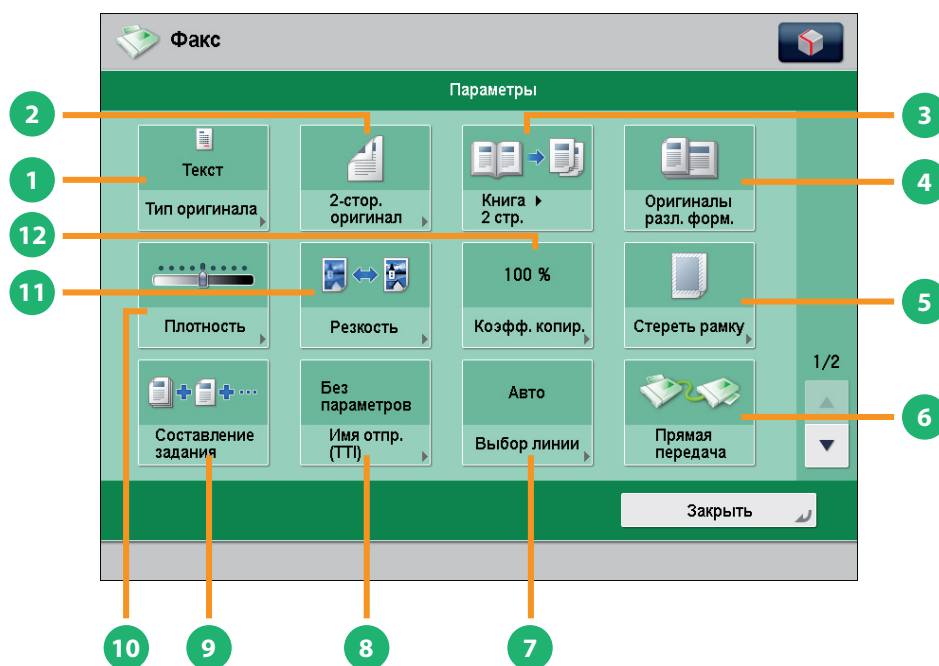 Факс
Параметры
2
3
1
Текст
Тип оригинала
2-стор.
оригинал
Книга ▸
2 стр.
Оригиналы
разл. форм.
4
12
11
Плотность
Резкость
100 %
Коэфф. копир.
Стереть рамку
5
1/2
Составление
задания
Без
параметров
Имя отпр.
(TTI)
Авто
Выбор линии
Прямая
передача
6
Закрыть
10
9
8
7